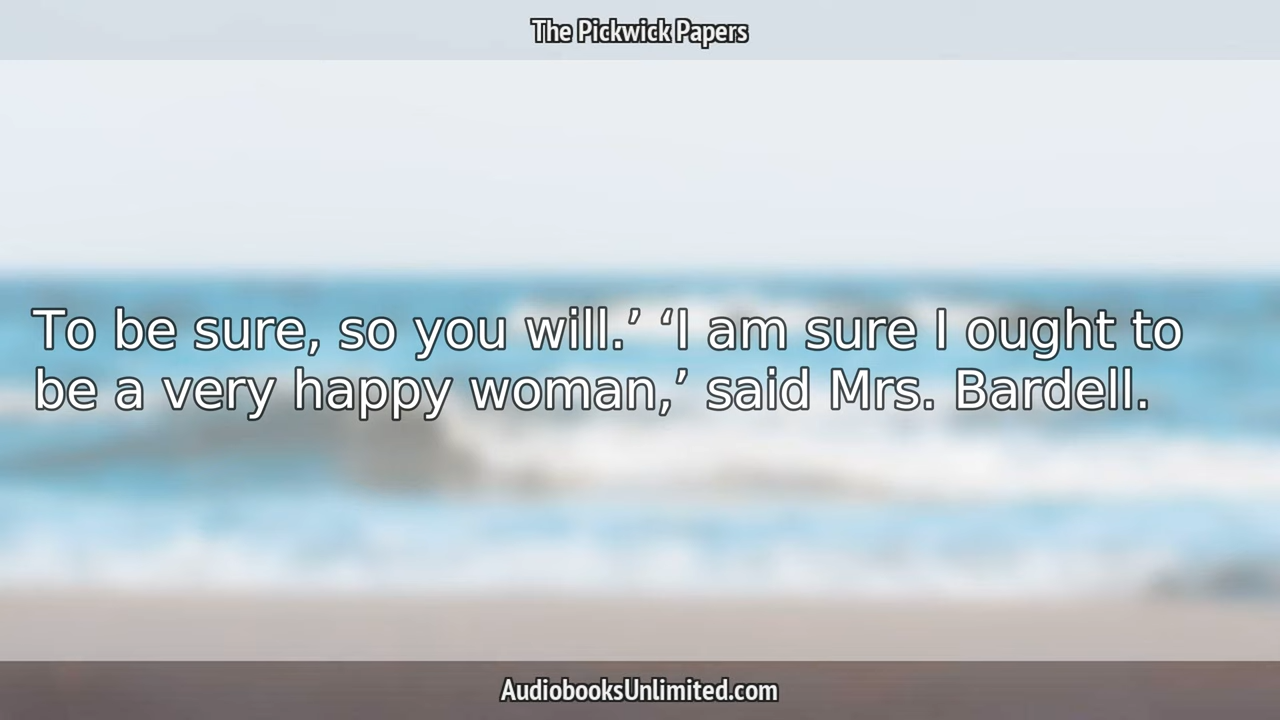 The Pickwick Papers
To be sure, so you will.’ ‘I am sure I ought to
be a very happy woman,’ said Mrs. Bardell.
AudiobooksUnlimited.com